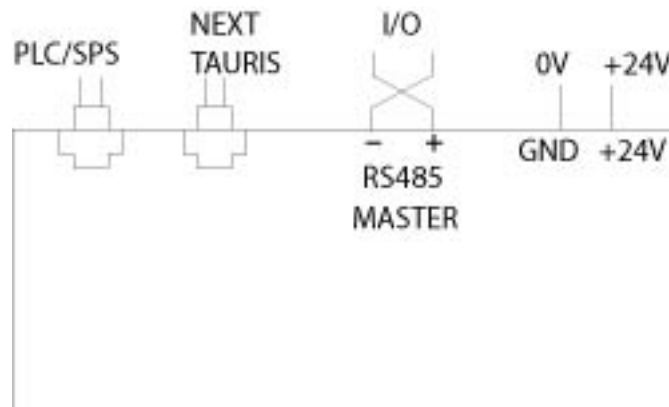 PLC/SPS
NEXT
TAURIS
I/O
0V +24V
- +
GND +24V
RS485
MASTER